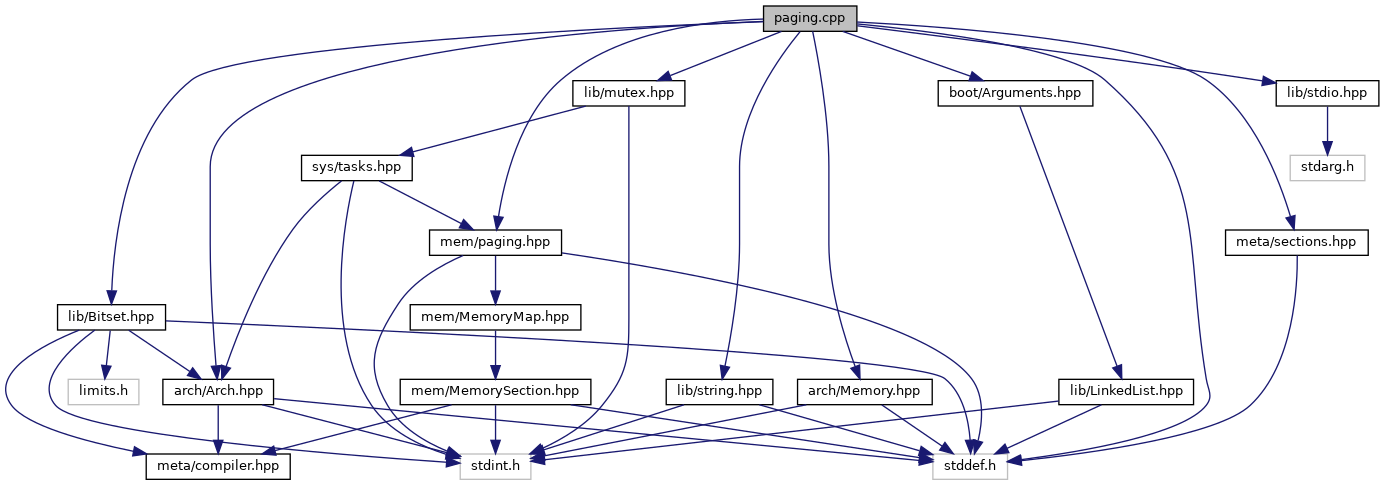 paging.cpp
lib/mutex.hpp
boot/Arguments.hpp
lib/stdio.hpp
sys/tasks.hpp
stdarg.h
mem/paging.hpp
meta/sections.hpp
lib/Bitset.hpp
mem/MemoryMap.hpp
limits.h
arch/Arch.hpp
mem/MemorySection.hpp
lib/string.hpp
arch/Memory.hpp
lib/LinkedList.hpp
meta/compiler.hpp
stdint.h
stddef.h